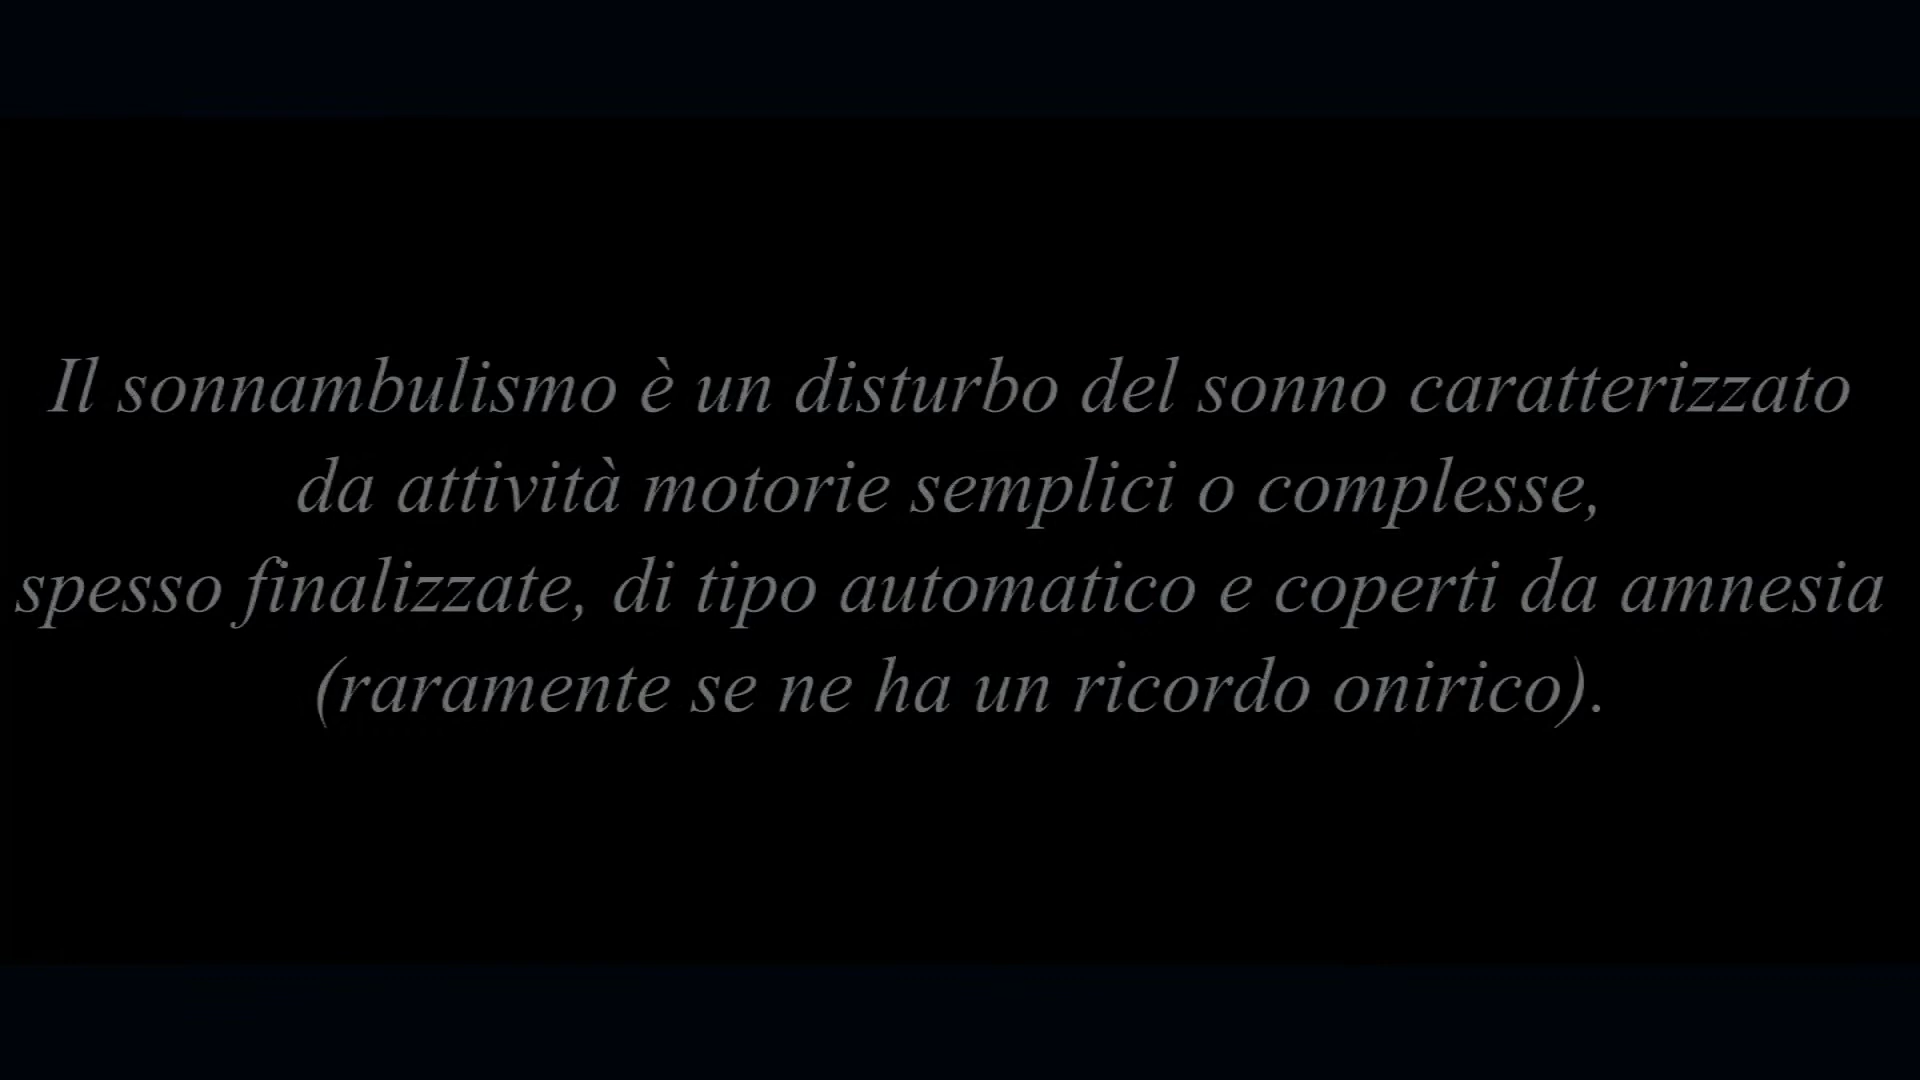 Il sonnambulismo è un disturbo del sonno caratterizzato
da attività motorie semplici o complesse,
spesso finalizzate, di tipo automatico e coperti da amnesia
(raramente se ne ha un ricordo onirico).